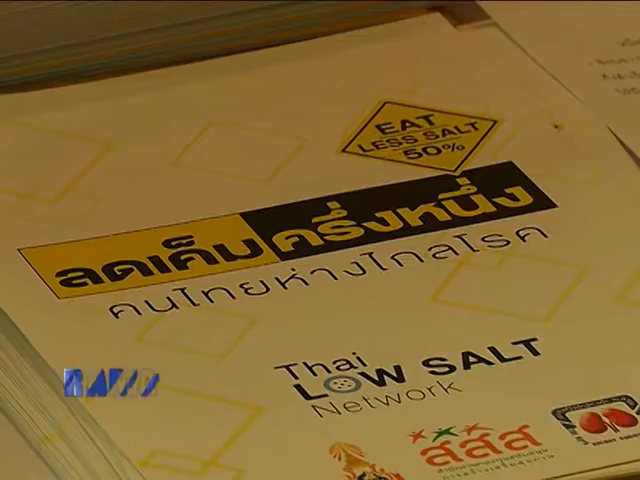 EAT
LESS SALT
50%
ลดเค็ม ครึ่งหนึ่ง
คนไทยห่างไกลโรค
Thai
LOW SALT
Network
สสส